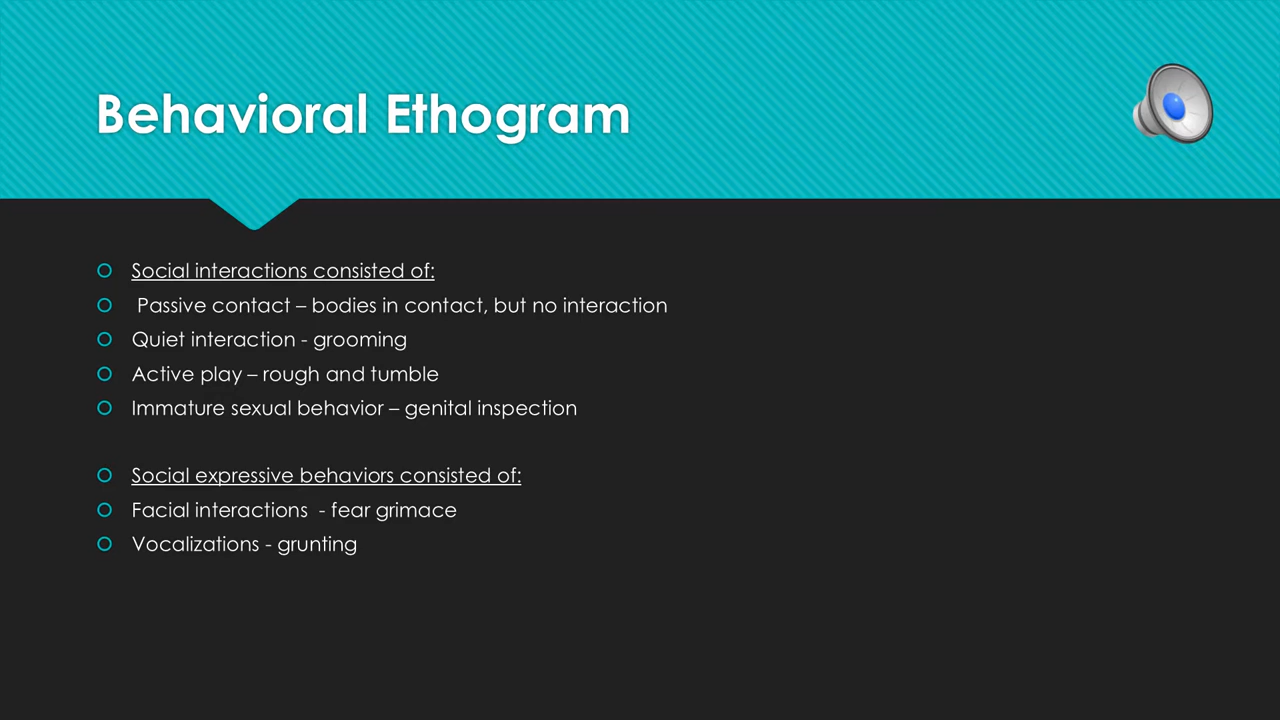 Behavioral Ethogram
Social interactions consisted of:
Passive contact – bodies in contact, but no interaction
Quiet interaction - grooming
Active play – rough and tumble
Immature sexual behavior – genital inspection
Social expressive behaviors consisted of:
Facial interactions  - fear grimace
Vocalizations - grunting